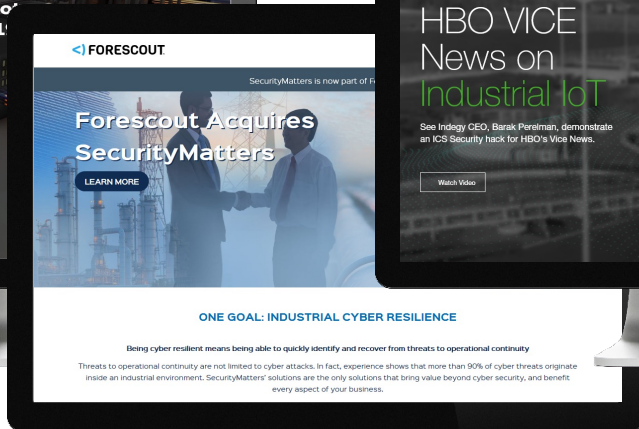 <) FORESCOUT
SecurityMatters is now part of F
Forescout Acquires
SecurityMatters
LEARN MORE
ONE GOAL: INDUSTRIAL CYBER RESILIENCE
Being cyber resilient means being able to quickly identify and recover from threats to operational continuity
Threats to operational continuity are not limited to cyber attacks. In fact, experience shows that more than 90% of cyber threats originate
inside an industrial environment. SecurityMatters' solutions are the only solutions that bring value beyond cyber security, and benefit
every aspect of your business.
HBO VICE
News on
Industrial IoT
See Indegy CEO, Barak Perelman, demonstrate
an ICS Security hack for HBO's Vice News.
Watch Video